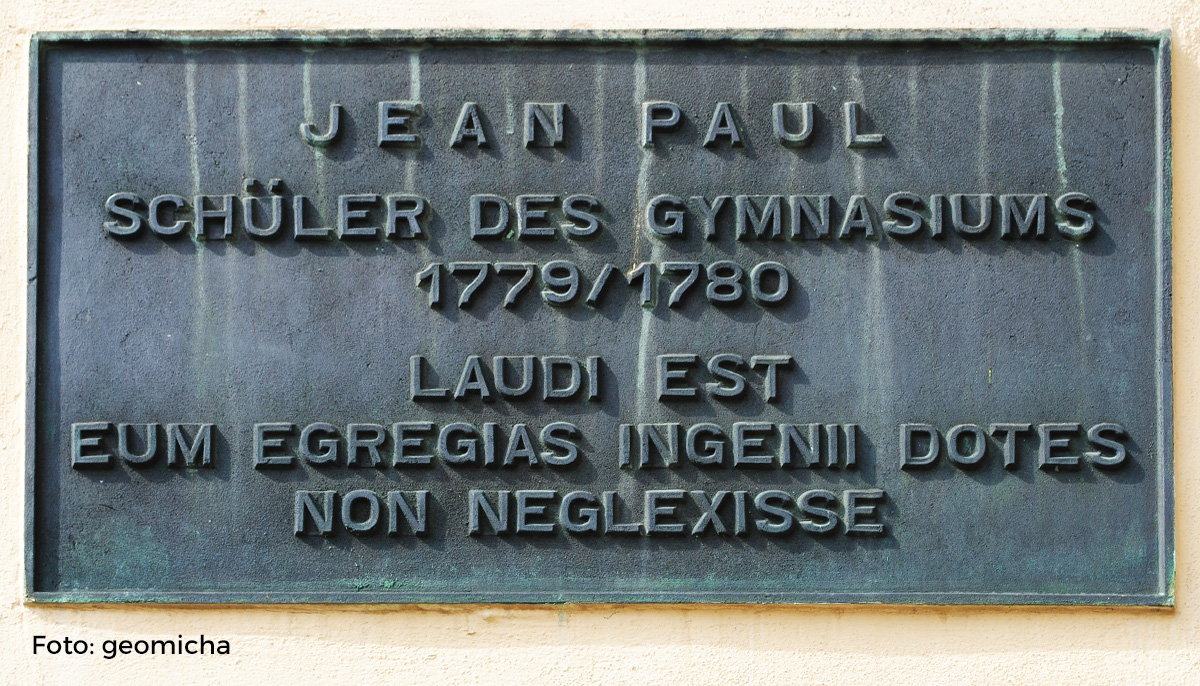 JEAN PAUL
SCHÜLER DES GYMNASIUMS
1779/1780
LAUDI EST
EUM EGREGIAS INGENII DOTES
NON NEGLEXISSE
Foto: geomicha